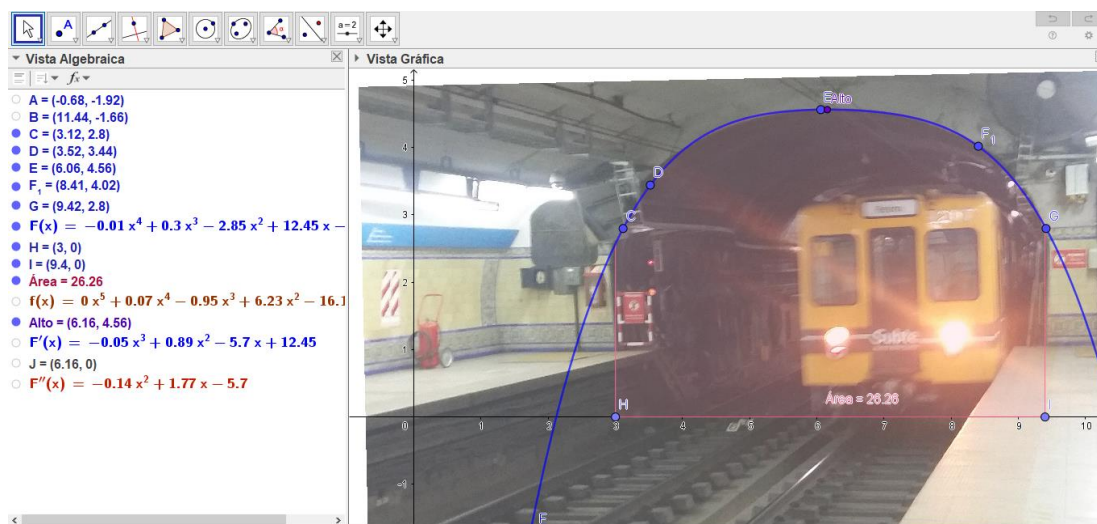 Vista Algebraica
Vista Gráfica
A
a=2
fx
A = (-0.68, -1.92)
B = (11.44, -1.66)
C = (3.12, 2.8)
D = (3.52, 3.44)
E = (6.06, 4.56)
F₁ = (8.41, 4.02)
G = (9.42, 2.8)
F(x) = −0.01 x⁴ + 0.3 x³ − 2.85 x² + 12.45 x −
H = (3, 0)
I = (9.4, 0)
Área = 26.26
f(x) = 0 x⁵ + 0.07 x⁴ − 0.95 x³ + 6.23 x² − 16.1
Alto = (6.16, 4.56)
F′(x) = −0.05 x³ + 0.89 x² − 5.7 x + 12.45
J = (6.16, 0)
F″(x) = −0.14 x² + 1.77 x − 5.7
5
E Alto
4
F₁
D
3
C
G
2
1
Subte
Área = 26.26
H
I
0 1 2 3 4 5 6 7 8 9 10
-1
F